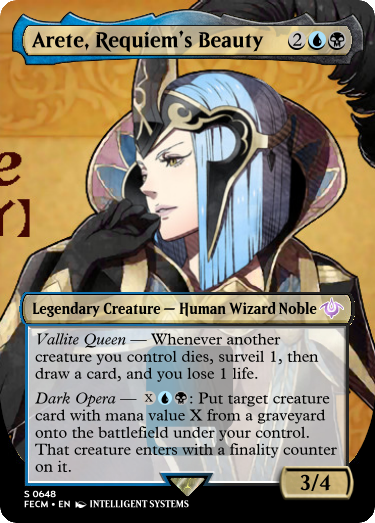 Arete, Requiem's Beauty 2
Legendary Creature — Human Wizard Noble
Vallite Queen — Whenever another
creature you control dies, surveil 1, then
draw a card, and you lose 1 life.
Dark Opera — X : Put target creature
card with mana value X from a graveyard
onto the battlefield under your control.
That creature enters with a finality counter
on it.
3/4
S 0648
FECM • EN INTELLIGENT SYSTEMS